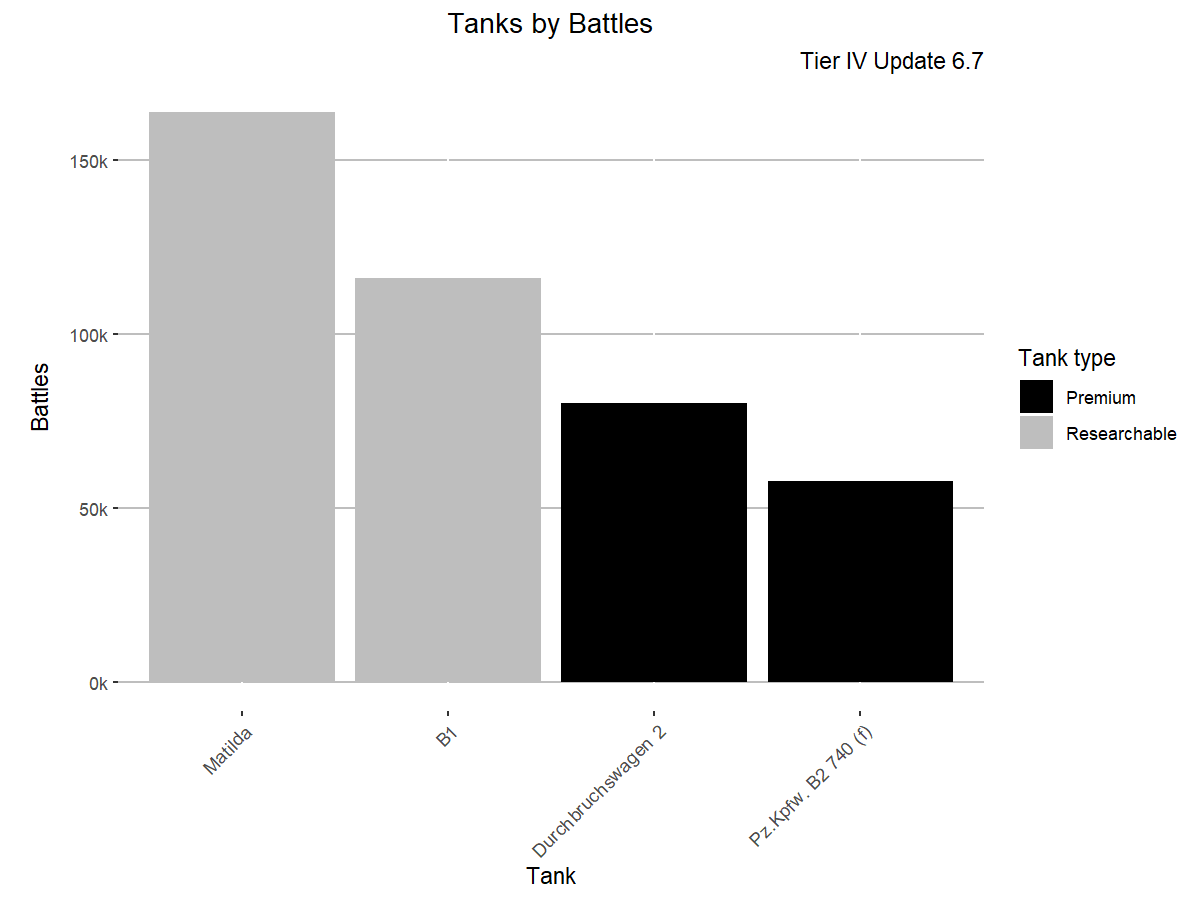 Tanks by Battles
Tier IV Update 6.7
150k
100k
50k
0k
Battles
Matilda
B1
Durchbruchswagen 2
Pz.Kpfw. B2 740 (f)
Tank
Tank type
Premium
Researchable